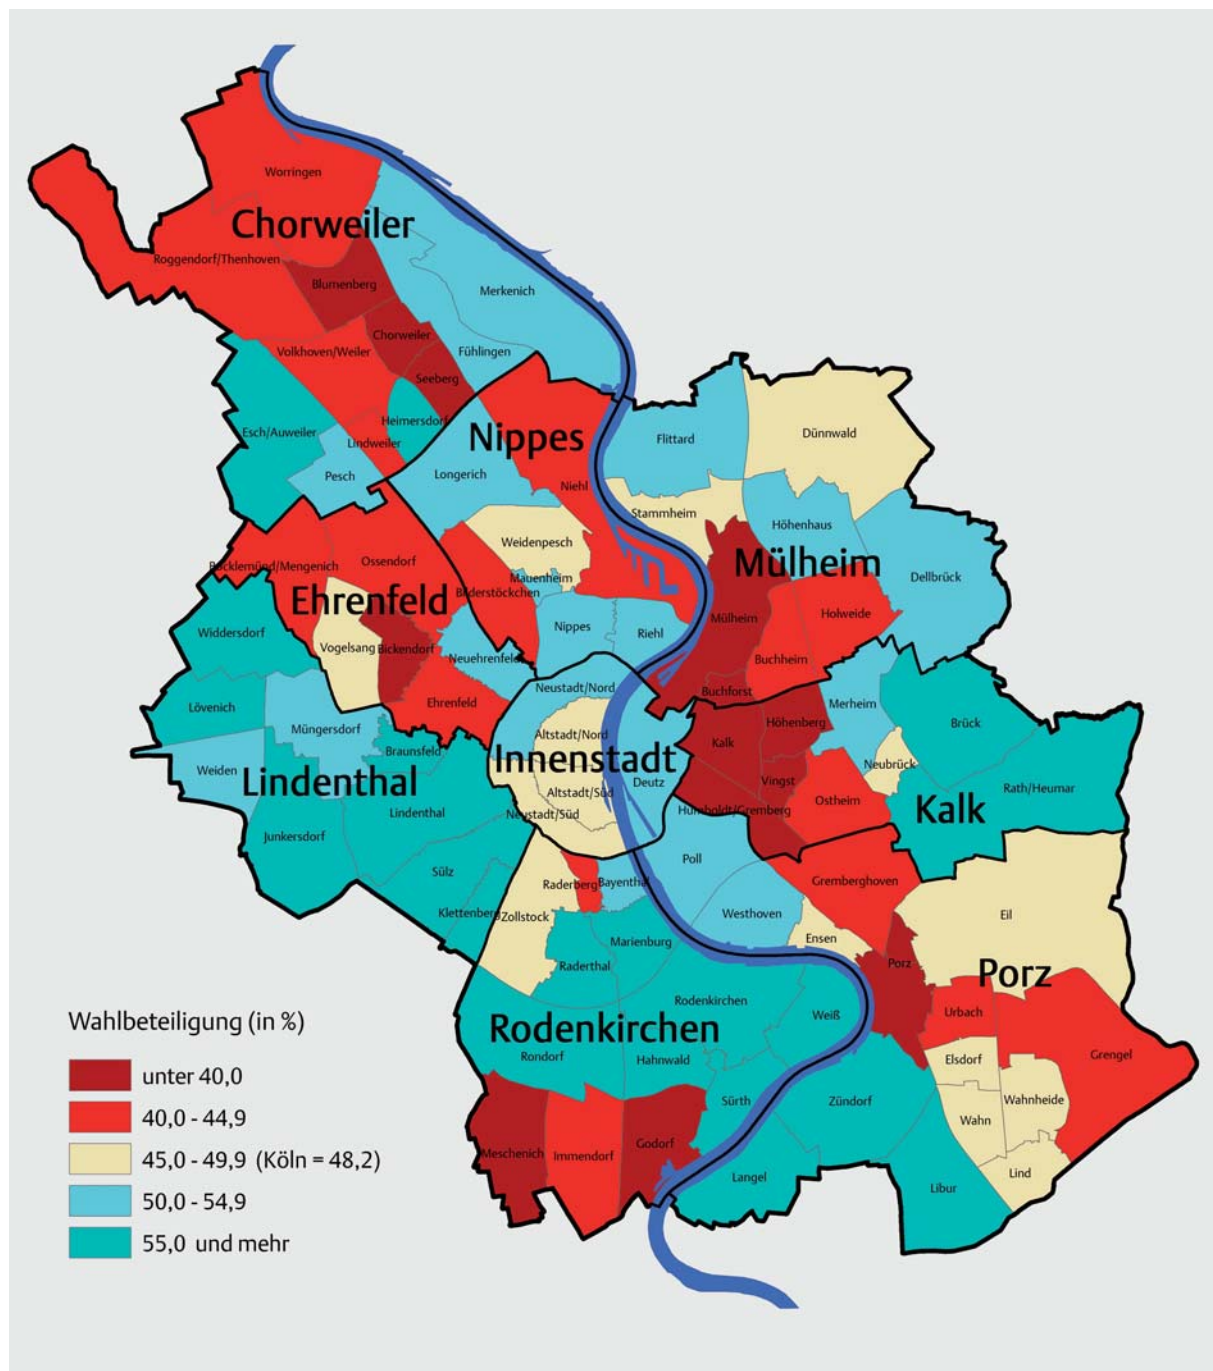 Worringen
Chorweiler
Roggendorf/Thenhoven
Blumenberg
Merkenich
Chorweiler
Volkhoven/Weiler
Fühlingen
Seeberg
Heimersdorf
Esch/Auweiler
Lindweiler
Pesch
Nippes
Longerich
Niehl
Flittard
Dünnwald
Stammheim
Höhenhaus
Weidenpesch
Mülheim
Dellbrück
Ossendorf
Bocklemünd/Mengenich
Mauenheim
Bilderstöckchen
Ehrenfeld
Holweide
Mülheim
Nippes
Riehl
Widdersdorf
Vogelsang
Bickendorf
Neuehrenfeld
Buchheim
Neustadt/Nord
Buchforst
Ehrenfeld
Merheim
Lövenich
Müngersdorf
Höhenberg
Brück
Altstadt/Nord
Kalk
Braunsfeld
Innenstadt
Weiden
Lindenthal
Deutz
Vingst
Neubrück
Rath/Heumar
Altstadt/Süd
Ostheim
Kalk
Lindenthal
Neustadt/Süd
Humboldt/Gremberg
Junkersdorf
Poll
Sülz
Raderberg
Bayenthal
Gremberghoven
Klettenberg
Zollstock
Westhoven
Eil
Marienburg
Ensen
Raderthal
Porz
Porz
Rodenkirchen
Weiß
Urbach
Rodenkirchen
Rondorf
Hahnwald
Elsdorf
Grengel
Sürth
Zündorf
Wahnheide
Wahn
Meschenich
Immendorf
Godorf
Lind
Langel
Libur
Wahlbeteiligung (in %)
unter 40,0
40,0 - 44,9
45,0 - 49,9 (Köln = 48,2)
50,0 - 54,9
55,0 und mehr